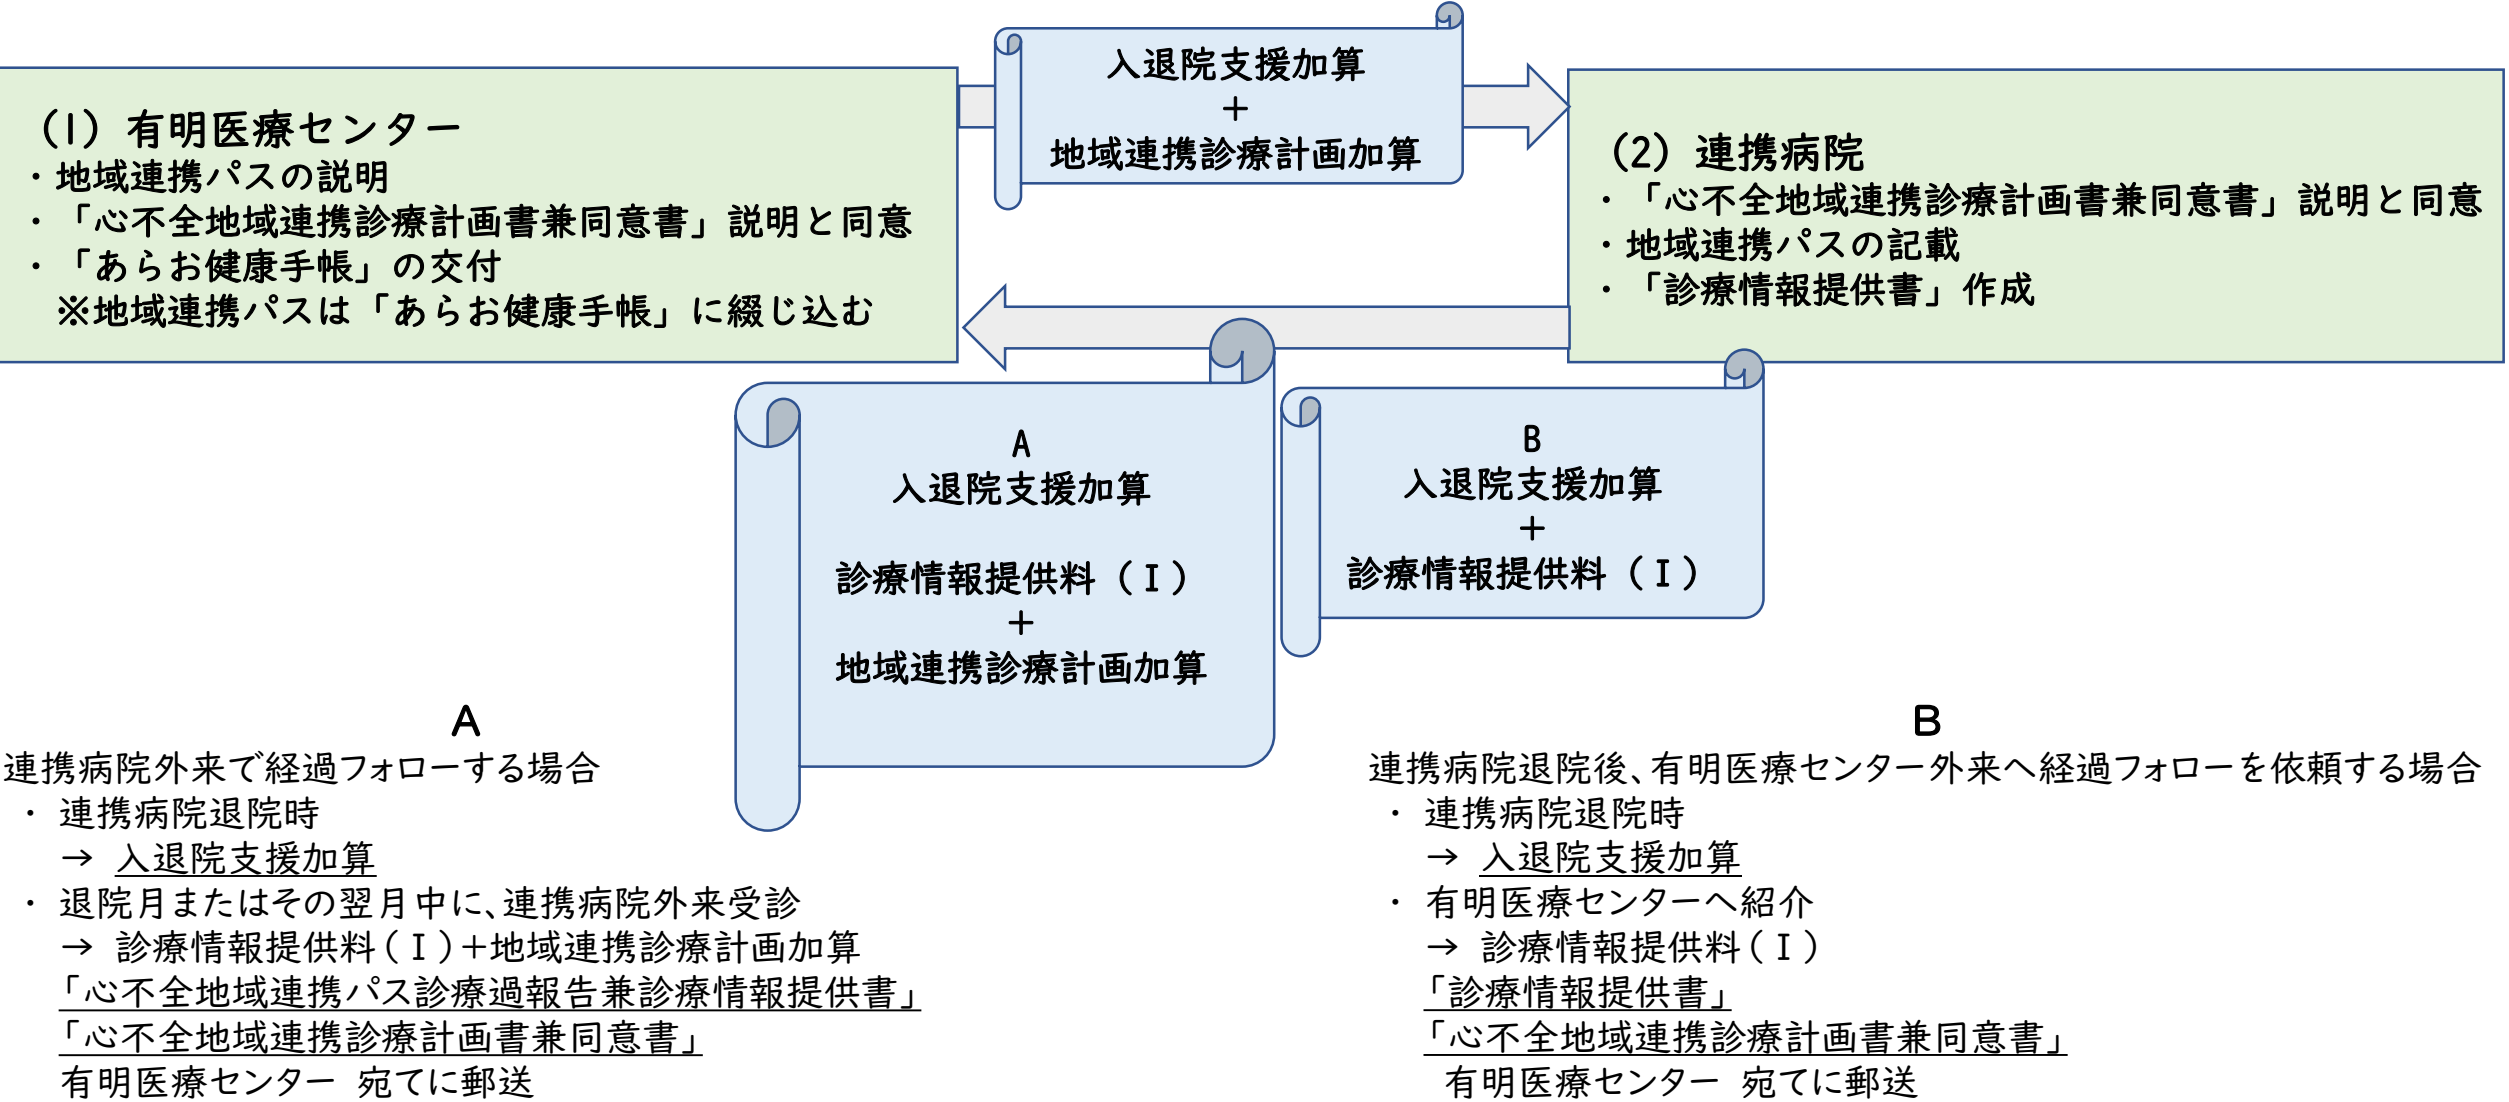 (1) 有明医療センター
・地域連携パスの説明
・「心不全地域連携診療計画書兼同意書」説明と同意
・「あらお健康手帳」の交付
※地域連携パスは「あらお健康手帳」に綴じ込む
入退院支援加算
+
地域連携診療計画加算
(2) 連携病院
・「心不全地域連携診療計画書兼同意書」説明と同意
・地域連携パスの記載
・「診療情報提供書」作成
A
入退院支援加算
診療情報提供料(Ⅰ)
+
地域連携診療計画加算
B
入退院支援加算
+
診療情報提供料(Ⅰ)
A
連携病院外来で経過フォローする場合
・ 連携病院退院時
→ 入退院支援加算
・ 退院月またはその翌月中に、連携病院外来受診
→ 診療情報提供料(Ⅰ)+地域連携診療計画加算
「心不全地域連携パス診療過報告兼診療情報提供書」
「心不全地域連携診療計画書兼同意書」
有明医療センター 宛てに郵送
B
連携病院退院後、有明医療センター外来へ経過フォローを依頼する場合
・ 連携病院退院時
→ 入退院支援加算
・ 有明医療センターへ紹介
→ 診療情報提供料(Ⅰ)
「診療情報提供書」
「心不全地域連携診療計画書兼同意書」
有明医療センター 宛てに郵送